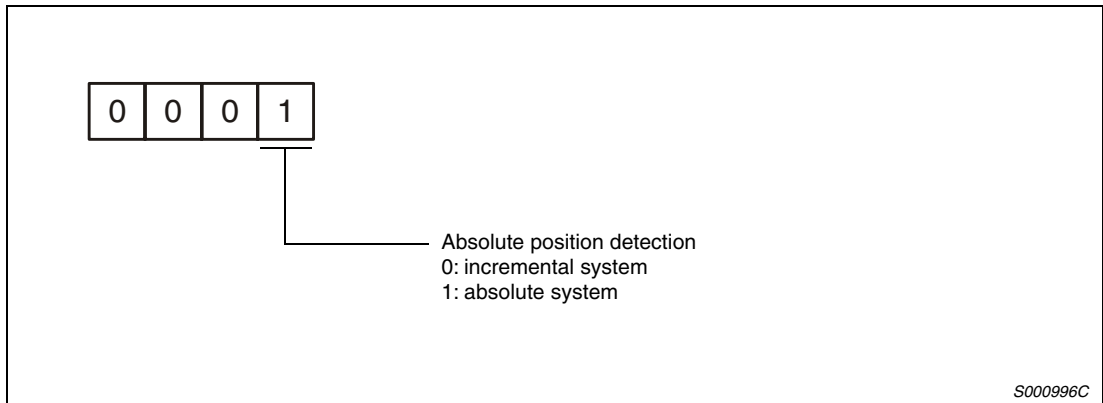 0 0 0 1
Absolute position detection
0: incremental system
1: absolute system
S000996C